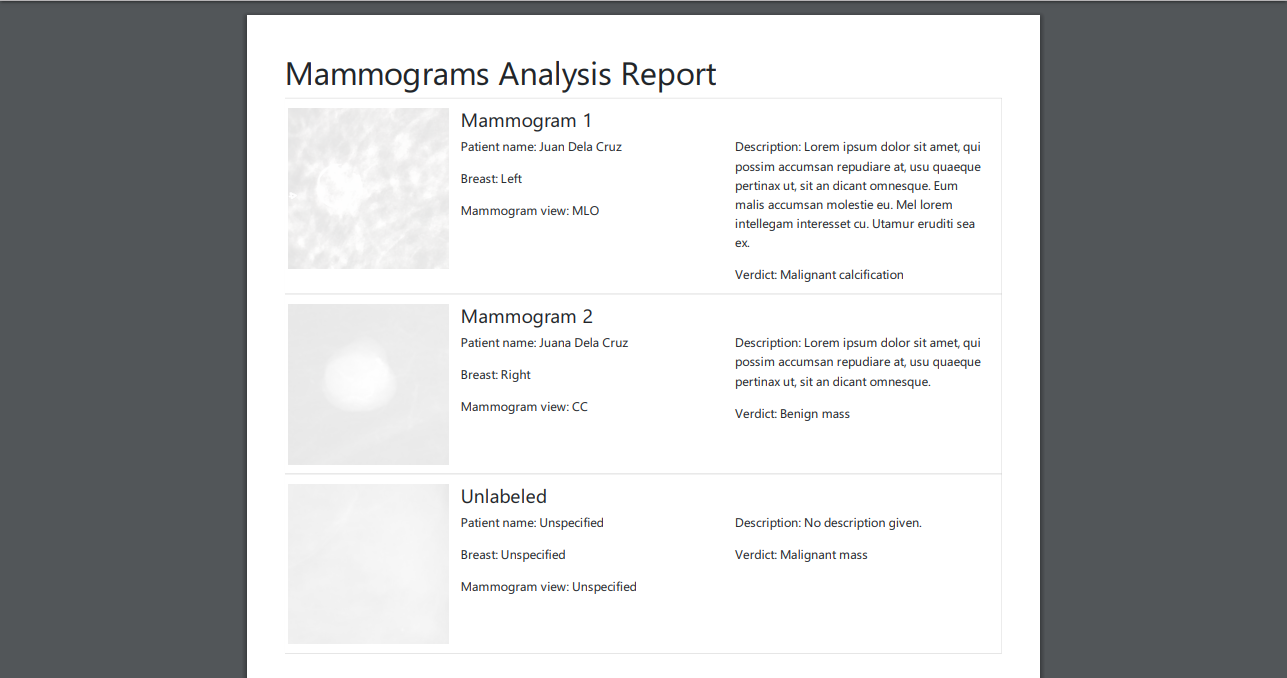 Mammograms Analysis Report
Mammogram 1
Patient name: Juan Dela Cruz
Breast: Left
Mammogram view: MLO
Description: Lorem ipsum dolor sit amet, qui
possim accumsan repudiare at, usu quaeque
pertinax ut, sit an dicant omnesque. Eum
malis accumsan molestie eu. Mel lorem
intellegam interesset cu. Utamur eruditi sea
ex.
Verdict: Malignant calcification
Mammogram 2
Patient name: Juana Dela Cruz
Breast: Right
Mammogram view: CC
Description: Lorem ipsum dolor sit amet, qui
possim accumsan repudiare at, usu quaeque
pertinax ut, sit an dicant omnesque.
Verdict: Benign mass
Unlabeled
Patient name: Unspecified
Breast: Unspecified
Mammogram view: Unspecified
Description: No description given.
Verdict: Malignant mass